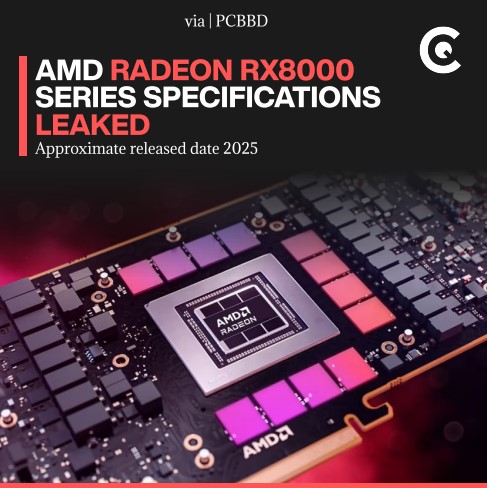 via | PCBBD
AMD RADEON RX8000
SERIES SPECIFICATIONS
LEAKED
Approximate released date 2025
AMD
RADEON
AMD